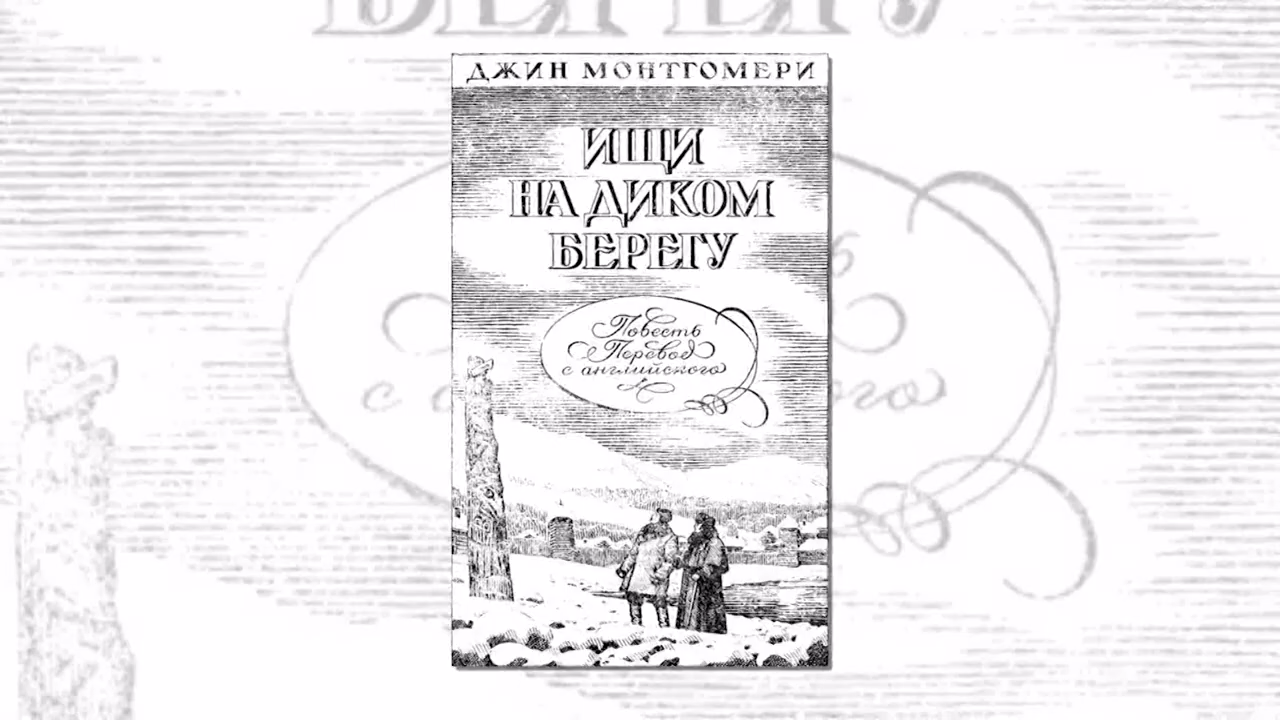 ДЖИН МОНТГОМЕРИ
ИЩИ
НА ДИКОМ
БЕРЕГУ
Повесть
Перевод
с английского